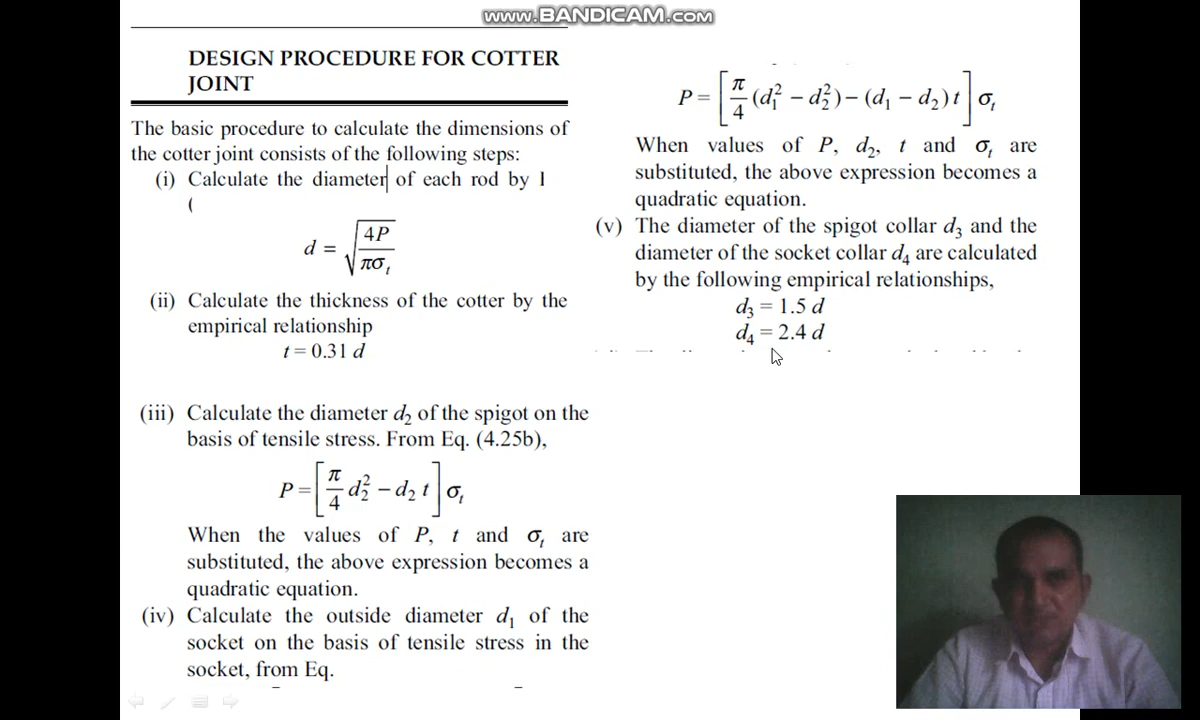 www.BANDICAM.com
DESIGN PROCEDURE FOR COTTER
JOINT
The basic procedure to calculate the dimensions of
the cotter joint consists of the following steps:
(i) Calculate the diameter of each rod by
(
d = √(4P / πσt)
(ii) Calculate the thickness of the cotter by the
empirical relationship
t = 0.31 d
(iii) Calculate the diameter d₂ of the spigot on the
basis of tensile stress. From Eq. (4.25b),
P = [π/4 d₂² − d₂ t] σt
When the values of P, t and σt are
substituted, the above expression becomes a
quadratic equation.
(iv) Calculate the outside diameter d₁ of the
socket on the basis of tensile stress in the
socket, from Eq.
P = [π/4 (d₁² − d₂²) − (d₁ − d₂) t] σt
When values of P, d₂, t and σt are
substituted, the above expression becomes a
quadratic equation.
(v) The diameter of the spigot collar d₃ and the
diameter of the socket collar d₄ are calculated
by the following empirical relationships,
d₃ = 1.5 d
d₄ = 2.4 d